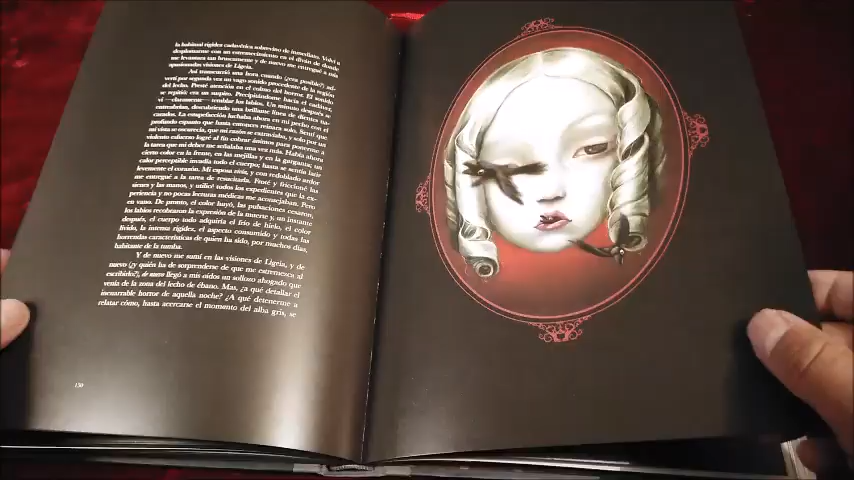 la habitual rigidez cadavérica sobrevino de inmediato. Volví a
desplomarme con un estremecimiento en el diván de donde
me levantara tan bruscamente y de nuevo me entregué a mis
apasionadas visiones de Ligeia.
Así transcurrió una hora cuando (¿era posible?) ad-
vertí por segunda vez un vago sonido procedente de la región
del lecho. Presté atención en el colmo del horror. El sonido
se repitió: era un suspiro. Precipitándome hacia el cadáver,
vi —claramente— temblar los labios. Un minuto después se
entreabrían, descubriendo una brillante línea de dientes na-
carados. La estupefacción luchaba ahora en mi pecho con el
profundo espanto que hasta entonces reinara solo. Sentí que
mi vista se oscurecía, que mi razón se extraviaba, y solo por un
violento esfuerzo logré al fin cobrar ánimos para ponerme a
la tarea que mi deber me señalaba una vez más. Había ahora
cierto color en la frente, en las mejillas y en la garganta; un
calor perceptible invadía todo el cuerpo; hasta se sentía latir
levemente el corazón. Mi esposa vivía, y con redoblado ardor
me entregué a la tarea de resucitarla. Froté y friccioné las
sienes y las manos, y utilicé todos los expedientes que la ex-
periencia y no pocas lecturas médicas me aconsejaban. Pero
en vano. De pronto, el color huyó, las pulsaciones cesaron,
los labios recobraron la expresión de la muerte y, un instante
después, el cuerpo todo adquiría el frío de hielo, el color
lívido, la intensa rigidez, el aspecto consumido y todas las
horrendas características de quien ha sido, por muchos días,
habitante de la tumba.
Y de nuevo me sumí en las visiones de Ligeia, y de
nuevo (¿y quién ha de sorprenderse de que me estremezca al
escribirlo?), de nuevo llegó a mis oídos un sollozo ahogado que
venía de la zona del lecho de ébano. Mas, ¿a qué detallar el
inenarrable horror de aquella noche? ¿A qué detenerme a
relatar cómo, hasta acercarse el momento del alba gris, se
150